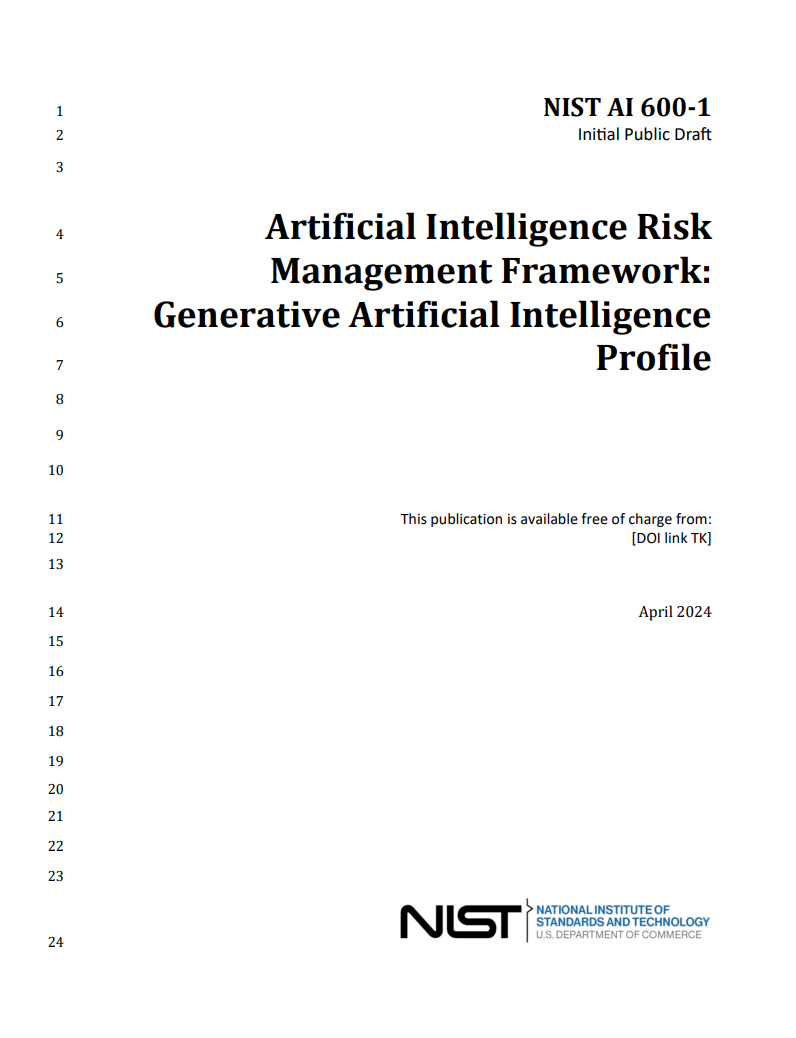 1 NIST AI 600-1
2 Initial Public Draft
3
4 Artificial Intelligence Risk
5 Management Framework:
6 Generative Artificial Intelligence
7 Profile
8
9
10
11 This publication is available free of charge from:
12 [DOI link TK]
13
14 April 2024
15
16
17
18
19
20
21
22
23
NIST
NATIONAL INSTITUTE OF
STANDARDS AND TECHNOLOGY
U.S. DEPARTMENT OF COMMERCE
24